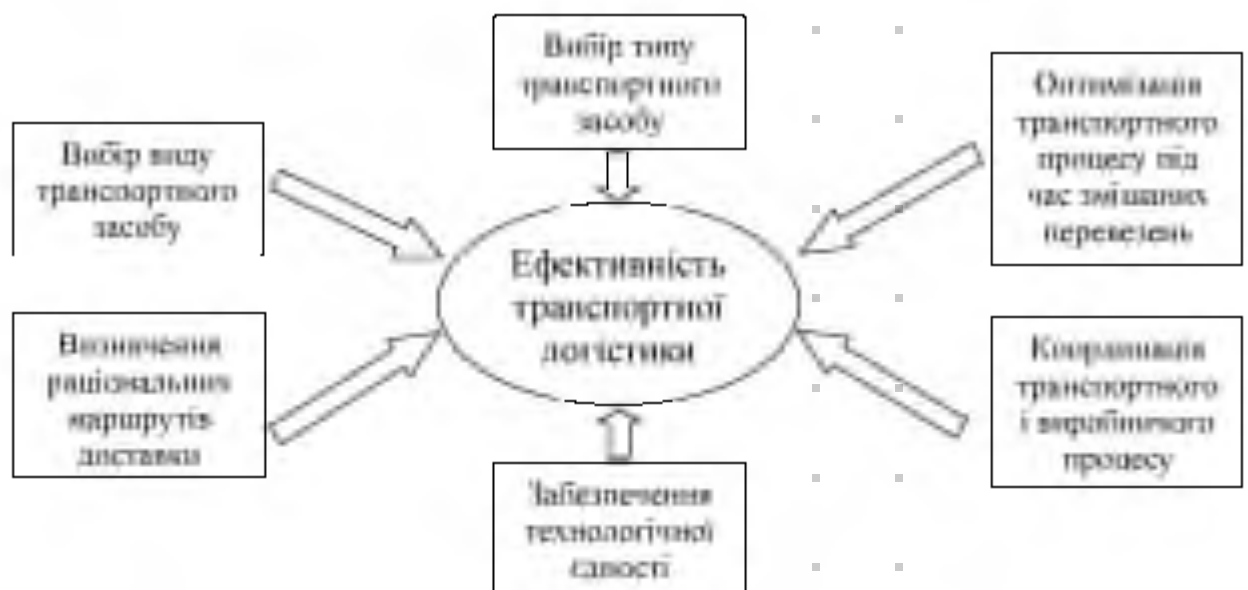 Вибір типу
транспортного
засобу
Вибір виду
транспортного
засобу
Оптимізація
транспортного
процесу під
час змішаних
перевезень
Ефективність
транспортної
логістики
Визначення
раціональних
маршрутів
доставки
Координація
транспортного
і виробничого
процесу
Забезпечення
технологічної
єдності